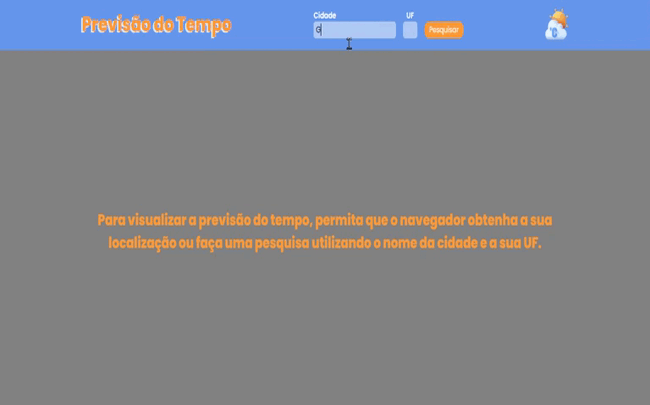 Previsão do Tempo
Cidade
UF
G
Pesquisar
C
Para visualizar a previsão do tempo, permita que o navegador obtenha a sua
localização ou faça uma pesquisa utilizando o nome da cidade e a sua UF.